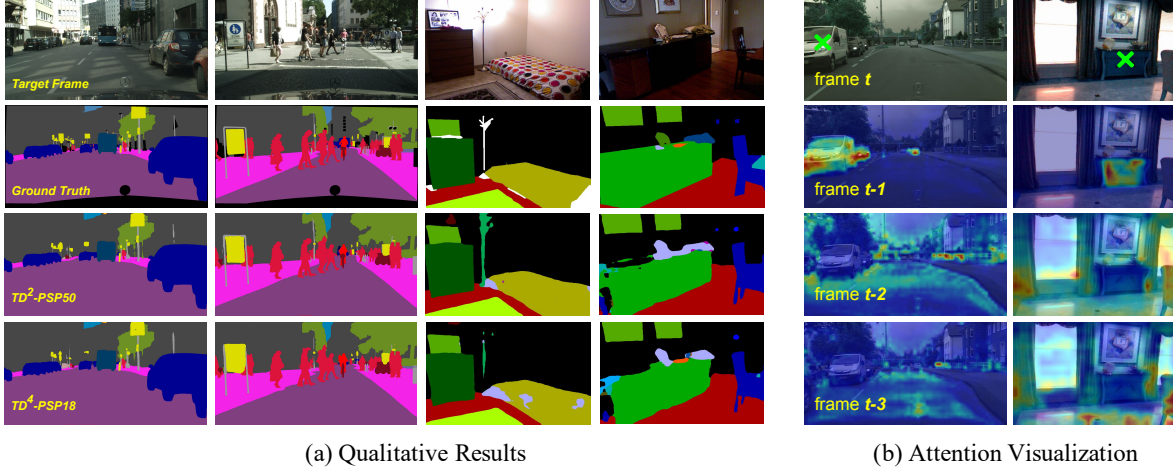 Target Frame
Ground Truth
TD²-PSP50
TD⁴-PSP18
(a) Qualitative Results
frame t
frame t-1
frame t-2
frame t-3
(b) Attention Visualization